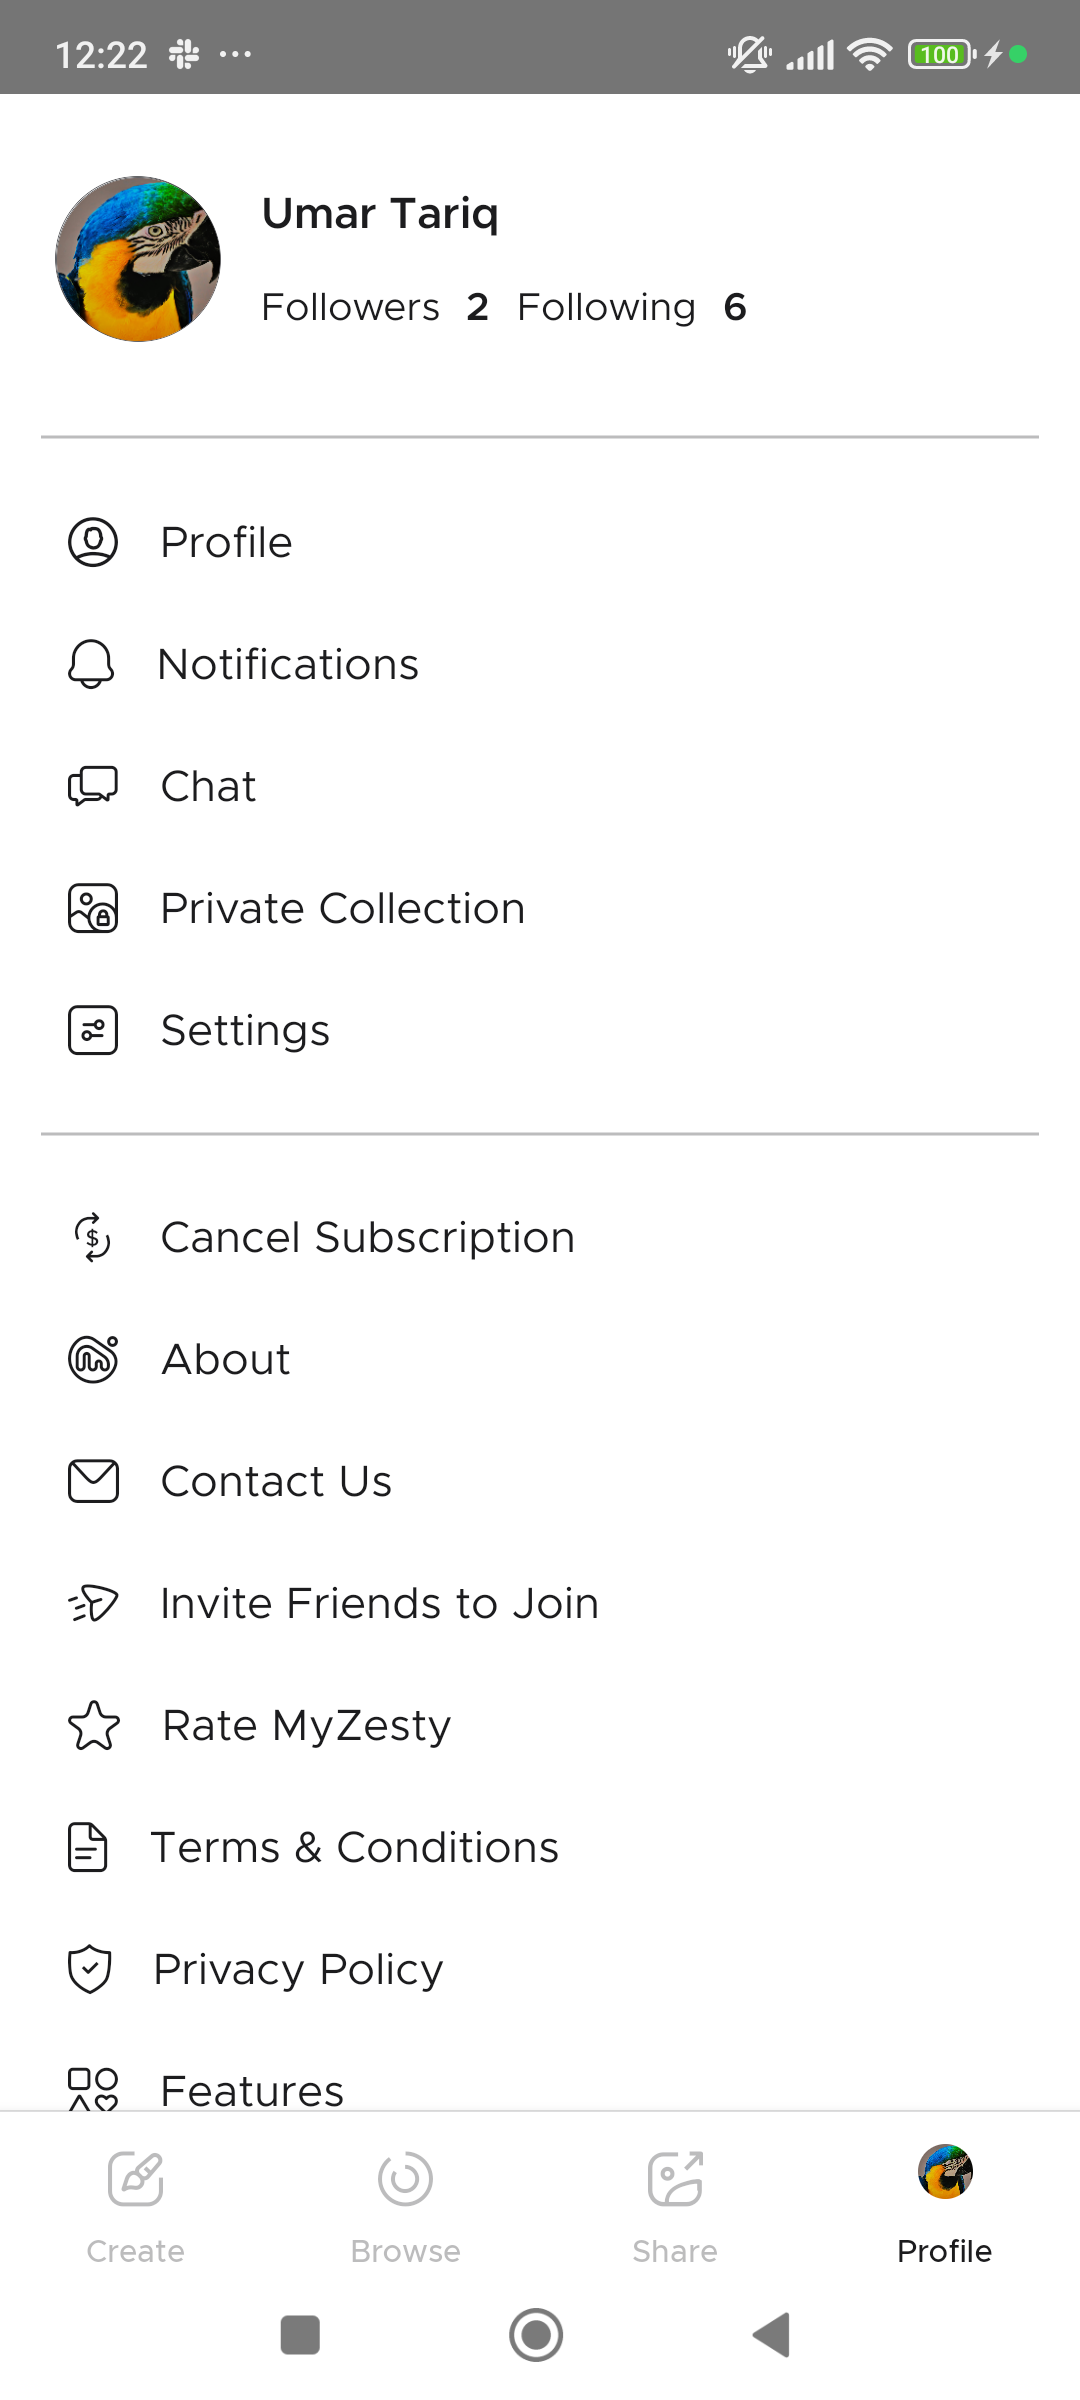 12:22
100
Umar Tariq
Followers 2 Following 6
Profile
Notifications
Chat
Private Collection
Settings
Cancel Subscription
About
Contact Us
Invite Friends to Join
Rate MyZesty
Terms & Conditions
Privacy Policy
Features
Create Browse Share Profile